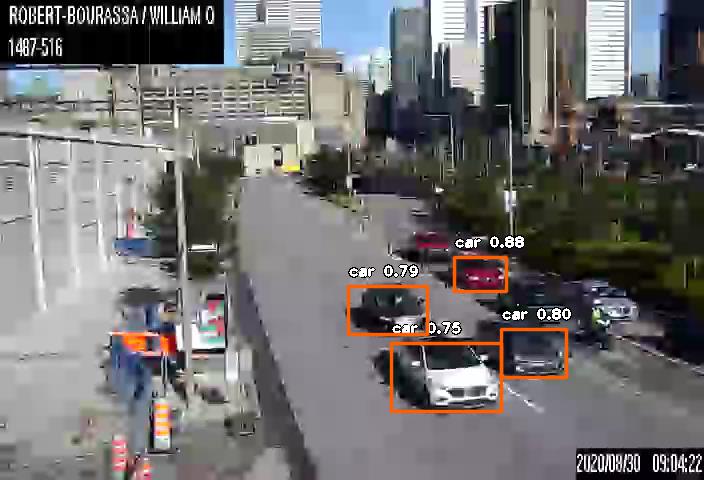 ROBERT-BOURASSA / WILLIAM O
1487-516
car 0.88
car 0.79
car 0.80
car 0.75
2020/08/30 09:04:22